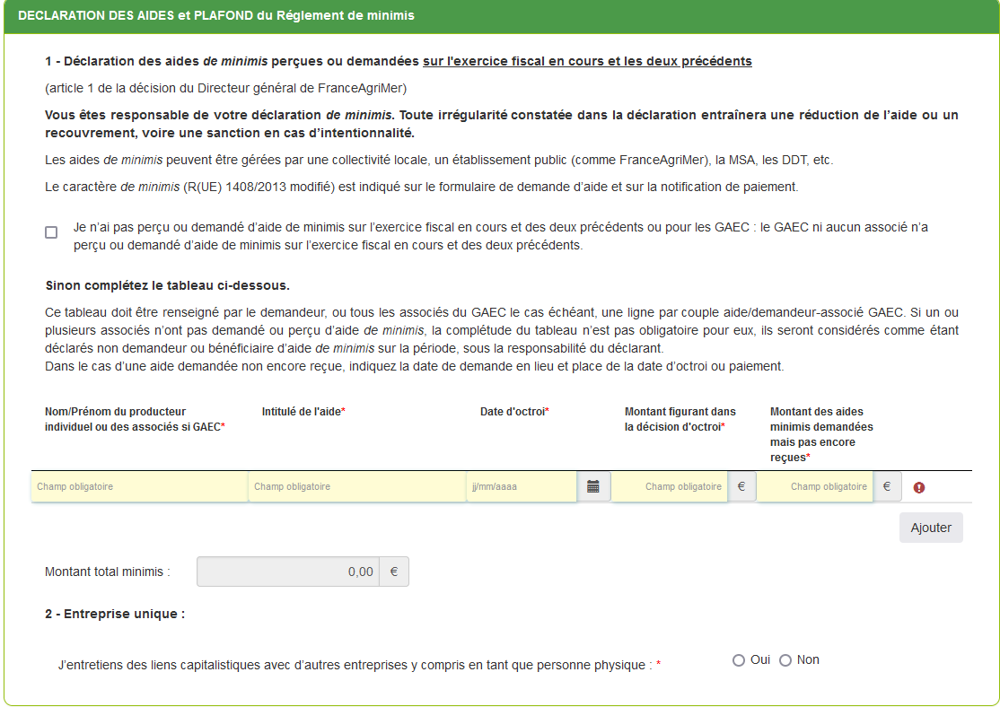 DECLARATION DES AIDES et PLAFOND du Réglement de minimis
1 - Déclaration des aides de minimis perçues ou demandées sur l'exercice fiscal en cours et les deux précédents
(article 1 de la décision du Directeur général de FranceAgriMer)
Vous êtes responsable de votre déclaration de minimis. Toute irrégularité constatée dans la déclaration entraînera une réduction de l’aide ou un
recouvrement, voire une sanction en cas d’intentionnalité.
Les aides de minimis peuvent être gérées par une collectivité locale, un établissement public (comme FranceAgriMer), la MSA, les DDT, etc.
Le caractère de minimis (R(UE) 1408/2013 modifié) est indiqué sur le formulaire de demande d’aide et sur la notification de paiement.
Je n’ai pas perçu ou demandé d’aide de minimis sur l’exercice fiscal en cours et des deux précédents ou pour les GAEC : le GAEC ni aucun associé n’a
perçu ou demandé d’aide de minimis sur l’exercice fiscal en cours et des deux précédents.
Sinon complétez le tableau ci-dessous.
Ce tableau doit être renseigné par le demandeur, ou tous les associés du GAEC le cas échéant, une ligne par couple aide/demandeur-associé GAEC. Si un ou
plusieurs associés n’ont pas demandé ou perçu d’aide de minimis, la complétude du tableau n’est pas obligatoire pour eux, ils seront considérés comme étant
déclarés non demandeur ou bénéficiaire d’aide de minimis sur la période, sous la responsabilité du déclarant.
Dans le cas d’une aide demandée non encore reçue, indiquez la date de demande en lieu et place de la date d’octroi ou paiement.
Nom/Prénom du producteur
individuel ou des associés si GAEC*
Intitulé de l'aide*
Date d'octroi*
Montant figurant dans
la décision d'octroi*
Montant des aides
minimis demandées
mais pas encore
reçues*
Champ obligatoire
Champ obligatoire
jj/mm/aaaa
Champ obligatoire
€
Champ obligatoire
€
Ajouter
Montant total minimis :
0,00
€
2 - Entreprise unique :
J’entretiens des liens capitalistiques avec d’autres entreprises y compris en tant que personne physique : *
Oui
Non